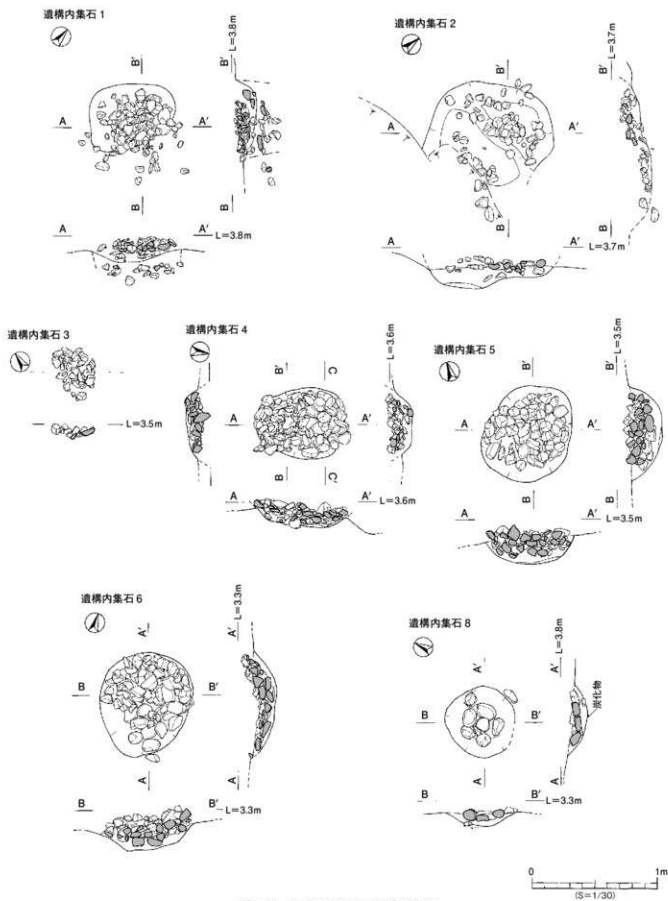 遺構内集石 1
B'
L=3.8m
B'
A
A'
B
B
A
A'
L=3.8m
遺構内集石 2
B'
L=3.7m
B'
A
A'
B
B
A
A'
L=3.7m
遺構内集石 3
L=3.5m
遺構内集石 4
B'
C
L=3.6m
A
A'
B
C'
A
A'
L=3.6m
遺構内集石 5
B'
L=3.5m
B'
A
A'
B
B
A
A'
L=3.5m
遺構内集石 6
A'
L=3.3m
A'
B
B'
A
A
B
B'
L=3.3m
遺構内集石 8
A'
L=3.8m
A'
炭化物
B
B'
A
A
B
B'
L=3.3m
0
1m
(S=1/30)